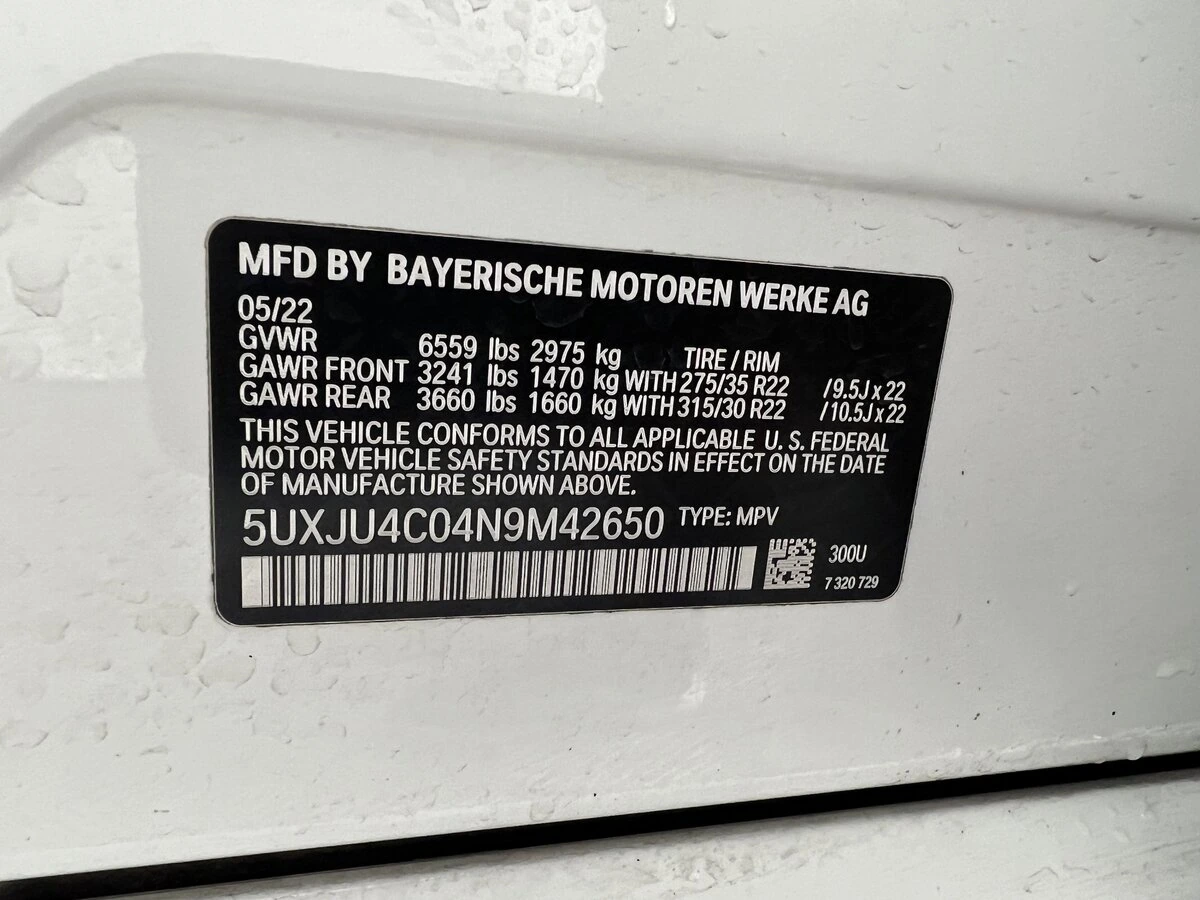 MFD BY BAYERISCHE MOTOREN WERKE AG
05/22
GVWR 6559 lbs 2975 kg TIRE / RIM
GAWR FRONT 3241 lbs 1470 kg WITH 275/35 R22 /9.5J x 22
GAWR REAR 3660 lbs 1660 kg WITH 315/30 R22 /10.5J x 22
THIS VEHICLE CONFORMS TO ALL APPLICABLE U. S. FEDERAL
MOTOR VEHICLE SAFETY STANDARDS IN EFFECT ON THE DATE
OF MANUFACTURE SHOWN ABOVE.
5UXJU4C04N9M42650 TYPE: MPV
300U
7 320 729